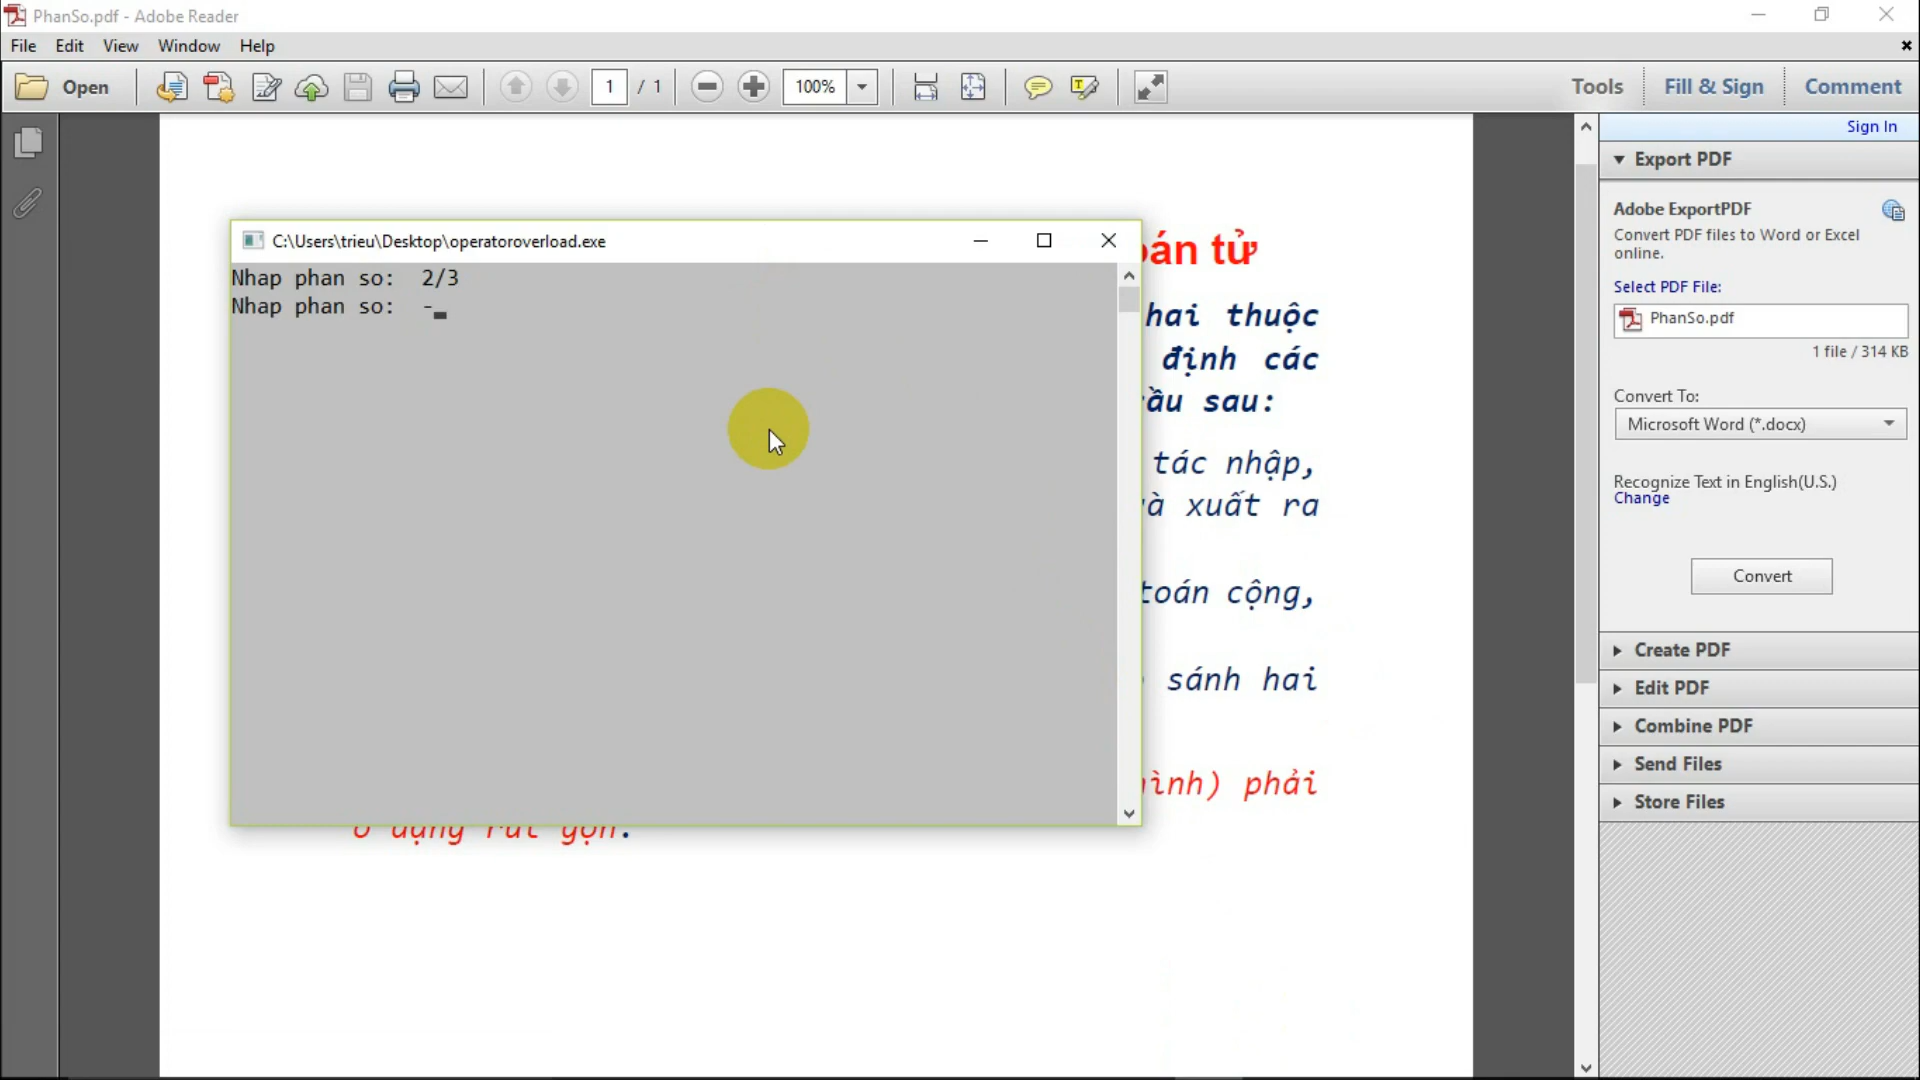 PhanSo.pdf - Adobe Reader
File Edit View Window Help
Open 1 / 1 100% Tools Fill & Sign Comment
Sign In
Export PDF
Adobe ExportPDF
Convert PDF files to Word or Excel
online.
Select PDF File:
PhanSo.pdf
1 file / 314 KB
Convert To:
Microsoft Word (*.docx)
Recognize Text in English(U.S.)
Change
Convert
Create PDF
Edit PDF
Combine PDF
Send Files
Store Files
C:\Users\trieu\Desktop\operatoroverload.exe
Nhap phan so: 2/3
Nhap phan so: -
tử
hai thuộc
định các
sau:
tác nhập,
xuất ra
toán cộng,
sánh hai
phải
ở dạng rút gọn.